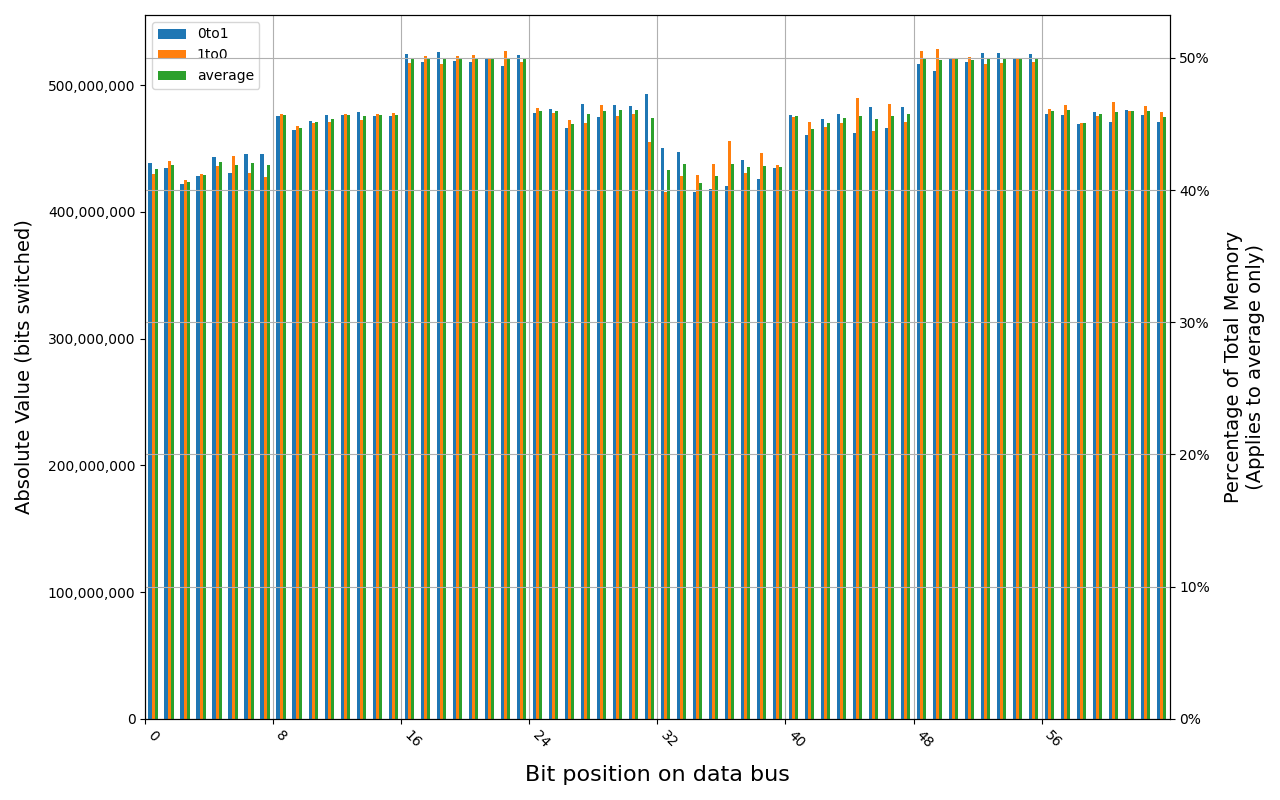 0to1
1to0
average
500,000,000
400,000,000
300,000,000
200,000,000
100,000,000
0
Absolute Value (bits switched)
50%
40%
30%
20%
10%
0%
Percentage of Total Memory
(Applies to average only)
0
8
16
24
32
40
48
56
Bit position on data bus